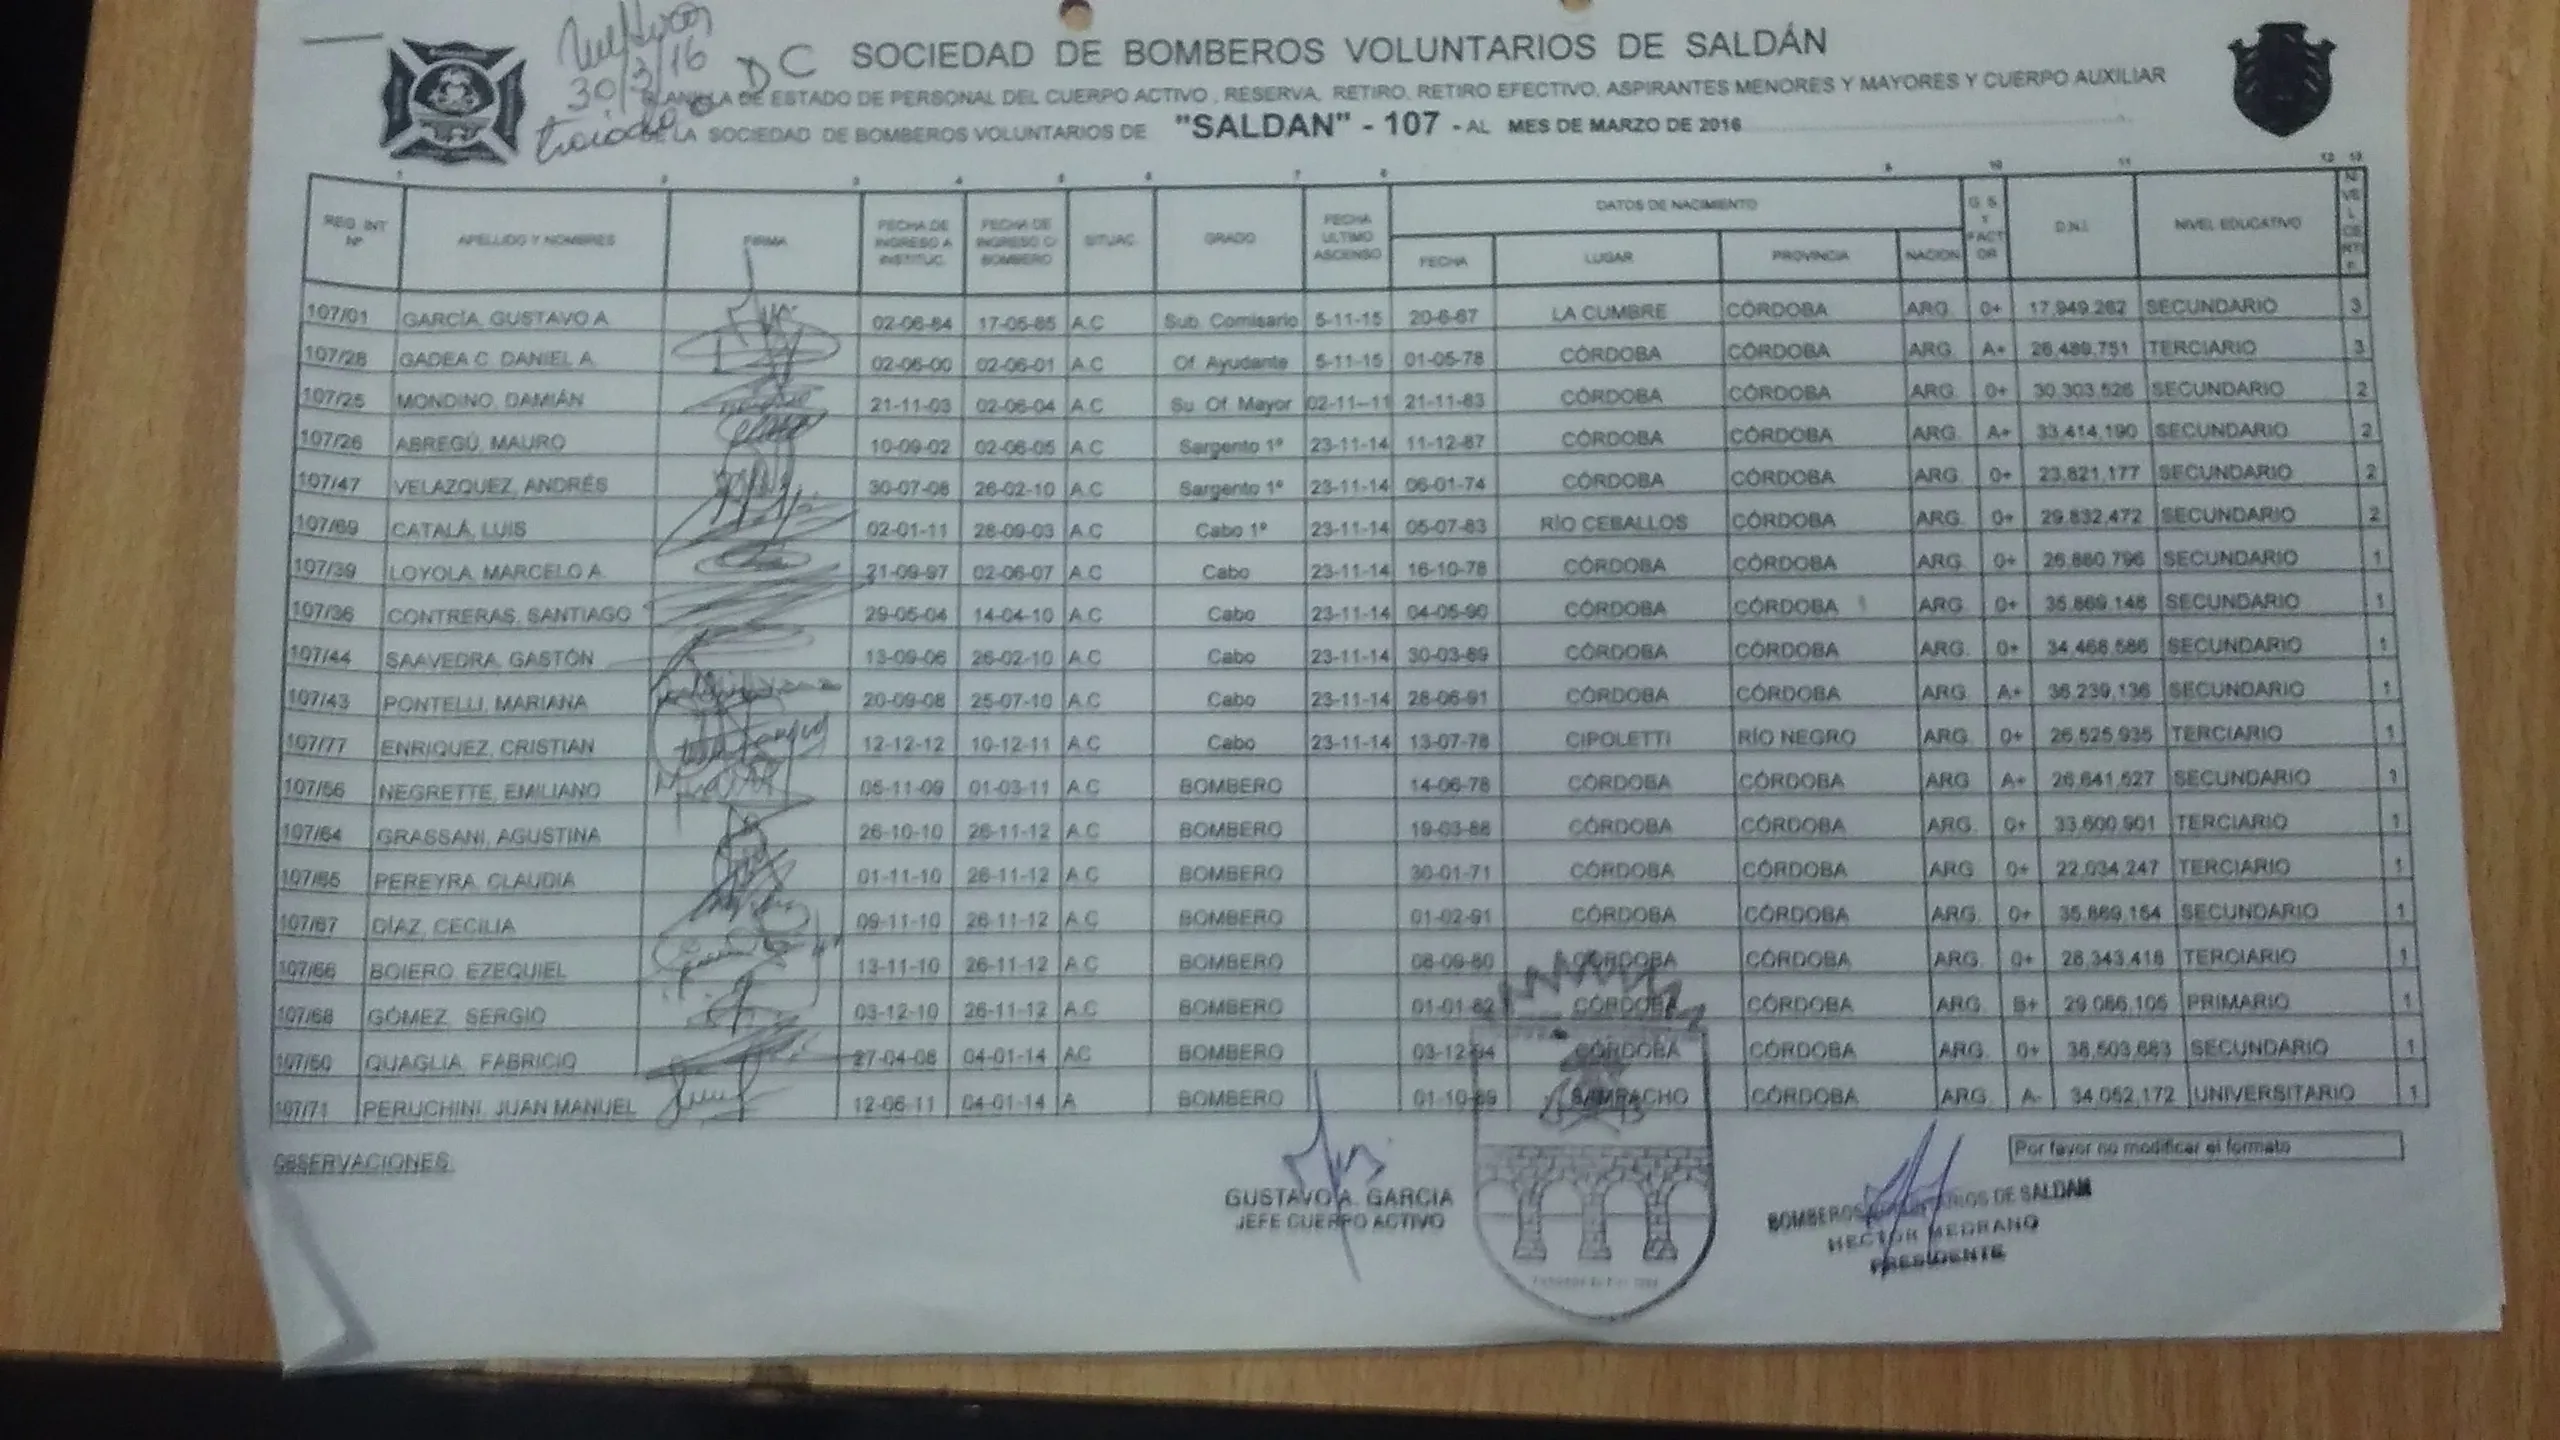 30/3/16
DC
SOCIEDAD DE BOMBEROS VOLUNTARIOS DE SALDÁN
DE ESTADO DE PERSONAL DEL CUERPO ACTIVO, RESERVA, RETIRO, RETIRO EFECTIVO, ASPIRANTES MENORES Y MAYORES Y CUERPO AUXILIAR
LA SOCIEDAD DE BOMBEROS VOLUNTARIOS DE "SALDAN" - 107 - AL MES DE MARZO DE 2016
1 2 3 4 5 6 7 8 9 10 11 12 13
REG. INT Nº APELLIDO Y NOMBRES FIRMA FECHA DE INGRESO A INSTITUC. FECHA DE INGRESO C/ BOMBERO SITUAC. GRADO FECHA ULTIMO ASCENSO DATOS DE NACIMIENTO G. S. Y FACTOR D.N.I. NIVEL EDUCATIVO
FECHA LUGAR PROVINCIA NACION
107/01 GARCÍA, GUSTAVO A. 02-06-84 17-05-85 A.C Sub. Comisario 5-11-15 20-6-67 LA CUMBRE CÓRDOBA ARG. 0+ 17.949.262 SECUNDARIO 3
107/28 GADEA C. DANIEL A. 02-06-00 02-06-01 A.C Of. Ayudante 5-11-15 01-05-78 CÓRDOBA CÓRDOBA ARG. A+ 26.489.751 TERCIARIO 3
107/25 MONDINO, DAMIÁN 21-11-03 02-06-04 A.C Su. Of. Mayor 02-11--11 21-11-83 CÓRDOBA CÓRDOBA ARG. 0+ 30.303.526 SECUNDARIO 2
107/26 ABREGÚ, MAURO 10-09-02 02-06-05 A.C Sargento 1º 23-11-14 11-12-87 CÓRDOBA CÓRDOBA ARG. A+ 33.414.190 SECUNDARIO 2
107/47 VELAZQUEZ, ANDRÉS 30-07-08 26-02-10 A.C Sargento 1º 23-11-14 06-01-74 CÓRDOBA CÓRDOBA ARG. 0+ 23.821.177 SECUNDARIO 2
107/69 CATALÁ, LUIS 02-01-11 28-09-03 A.C Cabo 1º 23-11-14 05-07-83 RÍO CEBALLOS CÓRDOBA ARG. 0+ 29.832.472 SECUNDARIO 2
107/39 LOYOLA, MARCELO A. 21-09-97 02-06-07 A.C Cabo 23-11-14 16-10-78 CÓRDOBA CÓRDOBA ARG. 0+ 26.880.796 SECUNDARIO 1
107/36 CONTRERAS, SANTIAGO 29-05-04 14-04-10 A.C Cabo 23-11-14 04-05-90 CÓRDOBA CÓRDOBA ARG. 0+ 35.869.148 SECUNDARIO 1
107/44 SAAVEDRA, GASTÓN 13-09-06 26-02-10 A.C Cabo 23-11-14 30-03-89 CÓRDOBA CÓRDOBA ARG. 0+ 34.468.586 SECUNDARIO 1
107/43 PONTELLI, MARIANA 20-09-08 25-07-10 A.C Cabo 23-11-14 28-06-91 CÓRDOBA CÓRDOBA ARG. A+ 36.239.136 SECUNDARIO 1
107/77 ENRIQUEZ, CRISTIAN 12-12-12 10-12-11 A.C Cabo 23-11-14 13-07-78 CIPOLETTI RÍO NEGRO ARG. 0+ 26.525.935 TERCIARIO 1
107/56 NEGRETTE, EMILIANO 05-11-09 01-03-11 A.C BOMBERO 14-06-78 CÓRDOBA CÓRDOBA ARG. A+ 26.641.527 SECUNDARIO 1
107/64 GRASSANI, AGUSTINA 26-10-10 26-11-12 A.C BOMBERO 19-03-88 CÓRDOBA CÓRDOBA ARG. 0+ 33.600.901 TERCIARIO 1
107/65 PEREYRA, CLAUDIA 01-11-10 26-11-12 A.C BOMBERO 30-01-71 CÓRDOBA CÓRDOBA ARG. 0+ 22.034.247 TERCIARIO 1
107/67 DÍAZ, CECILIA 09-11-10 26-11-12 A.C BOMBERO 01-02-91 CÓRDOBA CÓRDOBA ARG. 0+ 35.869.164 SECUNDARIO 1
107/66 BOIERO, EZEQUIEL 13-11-10 26-11-12 A.C BOMBERO 08-09-80 CÓRDOBA CÓRDOBA ARG. 0+ 28.343.418 TERCIARIO 1
107/68 GÓMEZ, SERGIO 03-12-10 26-11-12 A.C BOMBERO 01-01-82 CÓRDOBA CÓRDOBA ARG. B+ 29.086.105 PRIMARIO 1
107/50 QUAGLIA, FABRICIO 27-04-08 04-01-14 AC BOMBERO 03-12-94 CÓRDOBA CÓRDOBA ARG. 0+ 38.503.683 SECUNDARIO 1
107/71 PERUCHINI, JUAN MANUEL 12-06-11 04-01-14 A BOMBERO 01-10-89 SAMPACHO CÓRDOBA ARG. A- 34.052.172 UNIVERSITARIO 1
OBSERVACIONES:
Por favor no modificar el formato
GUSTAVO A. GARCIA
JEFE CUERPO ACTIVO
BOMBEROS VOLUNTARIOS DE SALDAN
HECTOR MEDRANO
PRESIDENTE